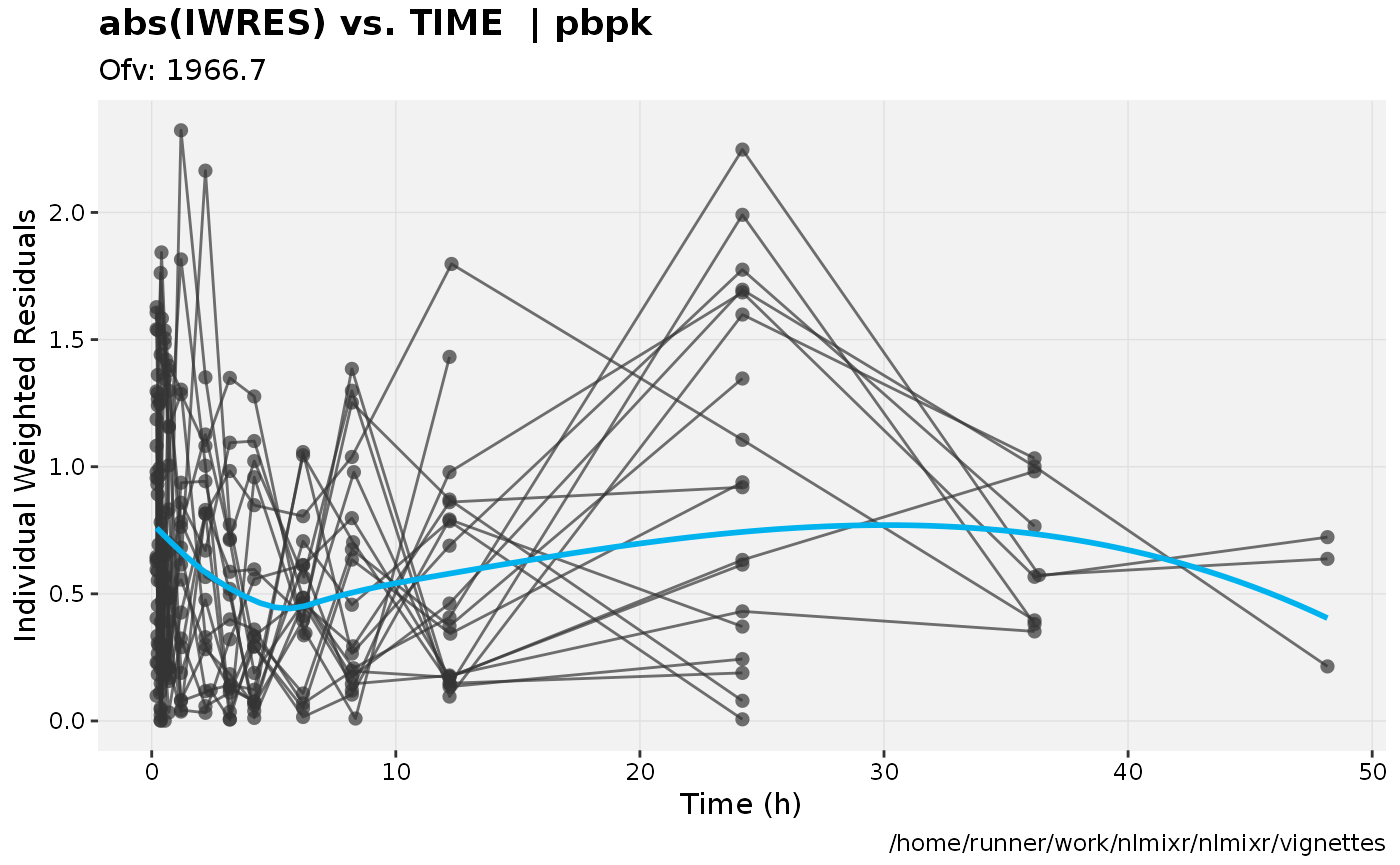 abs(IWRES) vs. TIME | pbpk
Ofv: 1966.7
Individual Weighted Residuals
2.0
1.5
1.0
0.5
0.0
0 10 20 30 40 50
Time (h)
/home/runner/work/nlmixr/nlmixr/vignettes